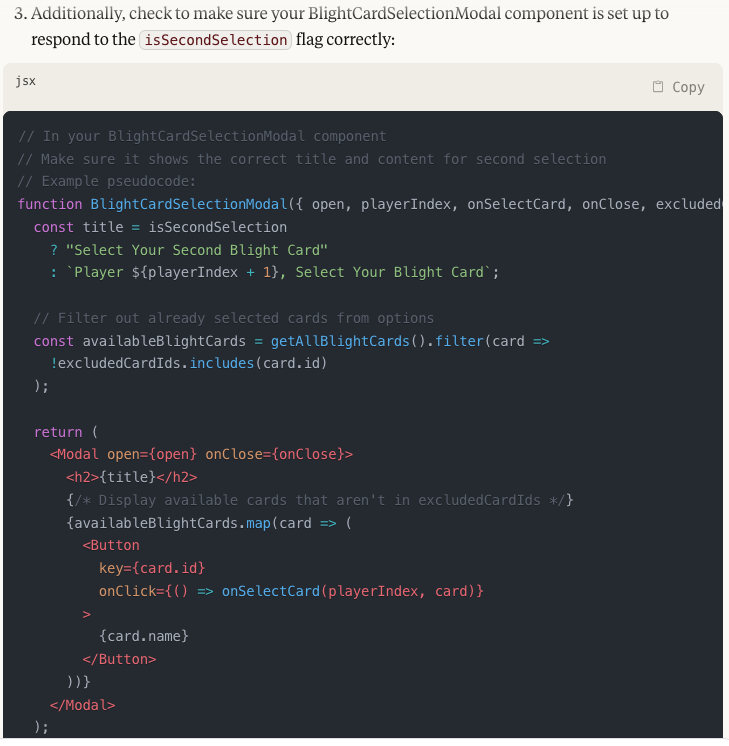 3. Additionally, check to make sure your BlightCardSelectionModal component is set up to
respond to the isSecondSelection flag correctly:
jsx
Copy
// In your BlightCardSelectionModal component
// Make sure it shows the correct title and content for second selection
// Example pseudocode:
function BlightCardSelectionModal({ open, playerIndex, onSelectCard, onClose, excluded
const title = isSecondSelection
? "Select Your Second Blight Card"
: `Player ${playerIndex + 1}, Select Your Blight Card`;
// Filter out already selected cards from options
const availableBlightCards = getAllBlightCards().filter(card =>
!excludedCardIds.includes(card.id)
);
return (
<Modal open={open} onClose={onClose}>
<h2>{title}</h2>
{/* Display available cards that aren't in excludedCardIds */}
{availableBlightCards.map(card => (
<Button
key={card.id}
onClick={() => onSelectCard(playerIndex, card)}
>
{card.name}
</Button>
))}
</Modal>
);